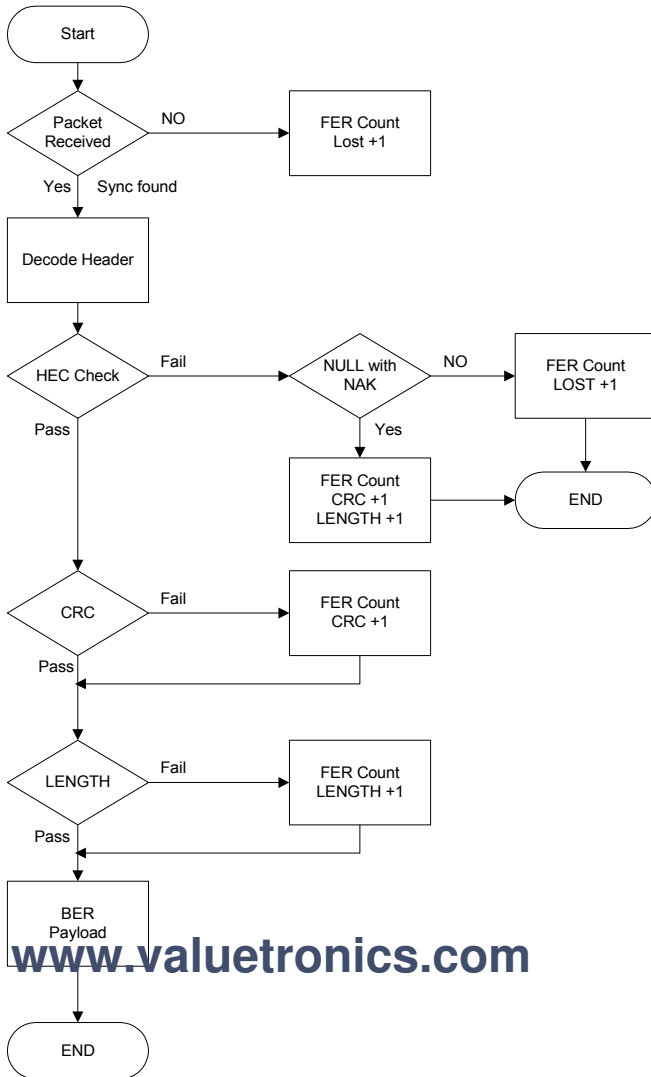 Start
Packet
Received
NO
FER Count
Lost +1
Yes
Sync found
Decode Header
HEC Check
Fail
NULL with
NAK
NO
FER Count
LOST +1
Pass
Yes
FER Count
CRC +1
LENGTH +1
END
CRC
Fail
FER Count
CRC +1
Pass
LENGTH
Fail
FER Count
LENGTH +1
Pass
BER
Payload
www.valuetronics.com
END